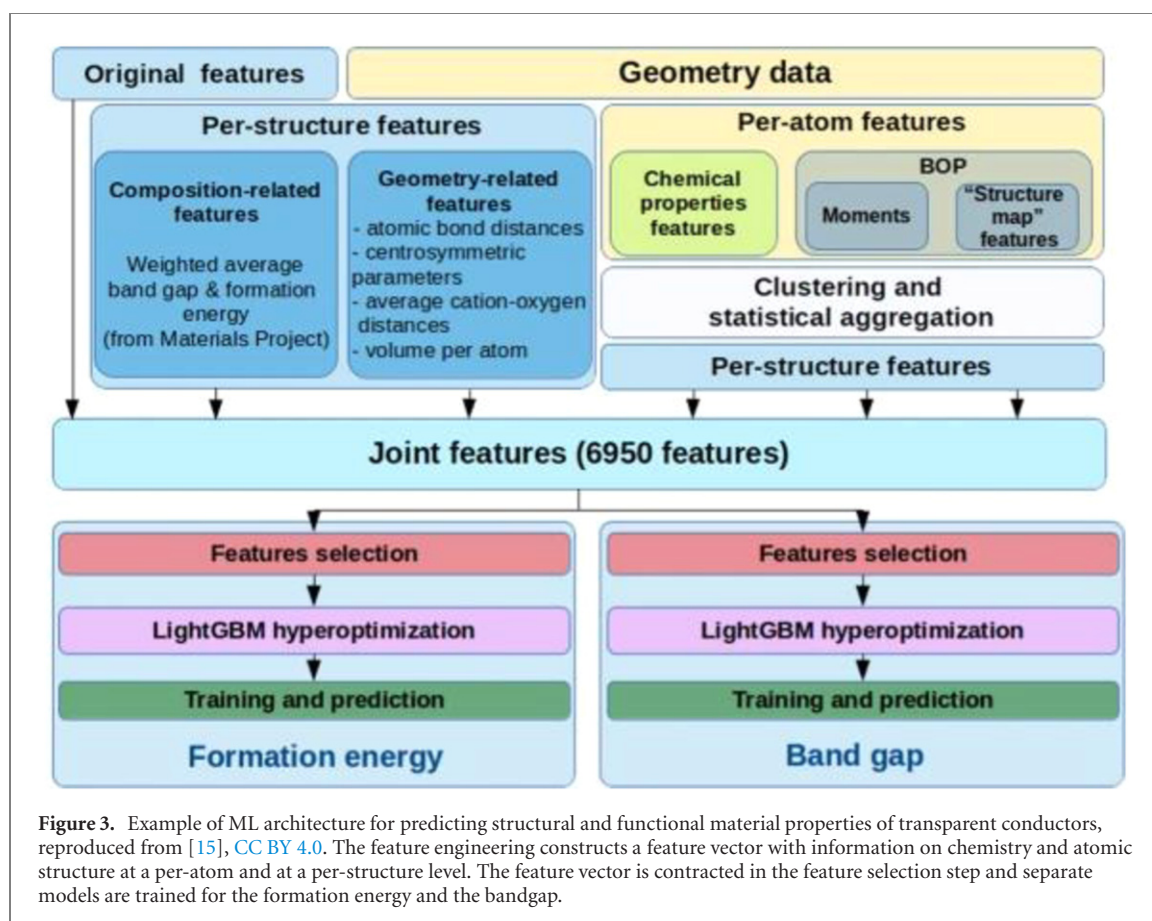 Original features
Geometry data
Per-structure features
Composition-related
features
Weighted average
band gap & formation
energy
(from Materials Project)
Geometry-related
features
- atomic bond distances
- centrosymmetric
parameters
- average cation-oxygen
distances
- volume per atom
Per-atom features
Chemical
properties
features
BOP
Moments
“Structure
map”
features
Clustering and
statistical aggregation
Per-structure features
Joint features (6950 features)
Features selection
LightGBM hyperoptimization
Training and prediction
Formation energy
Features selection
LightGBM hyperoptimization
Training and prediction
Band gap
Figure 3. Example of ML architecture for predicting structural and functional material properties of transparent conductors,
reproduced from [15], CC BY 4.0. The feature engineering constructs a feature vector with information on chemistry and atomic
structure at a per-atom and at a per-structure level. The feature vector is contracted in the feature selection step and separate
models are trained for the formation energy and the bandgap.